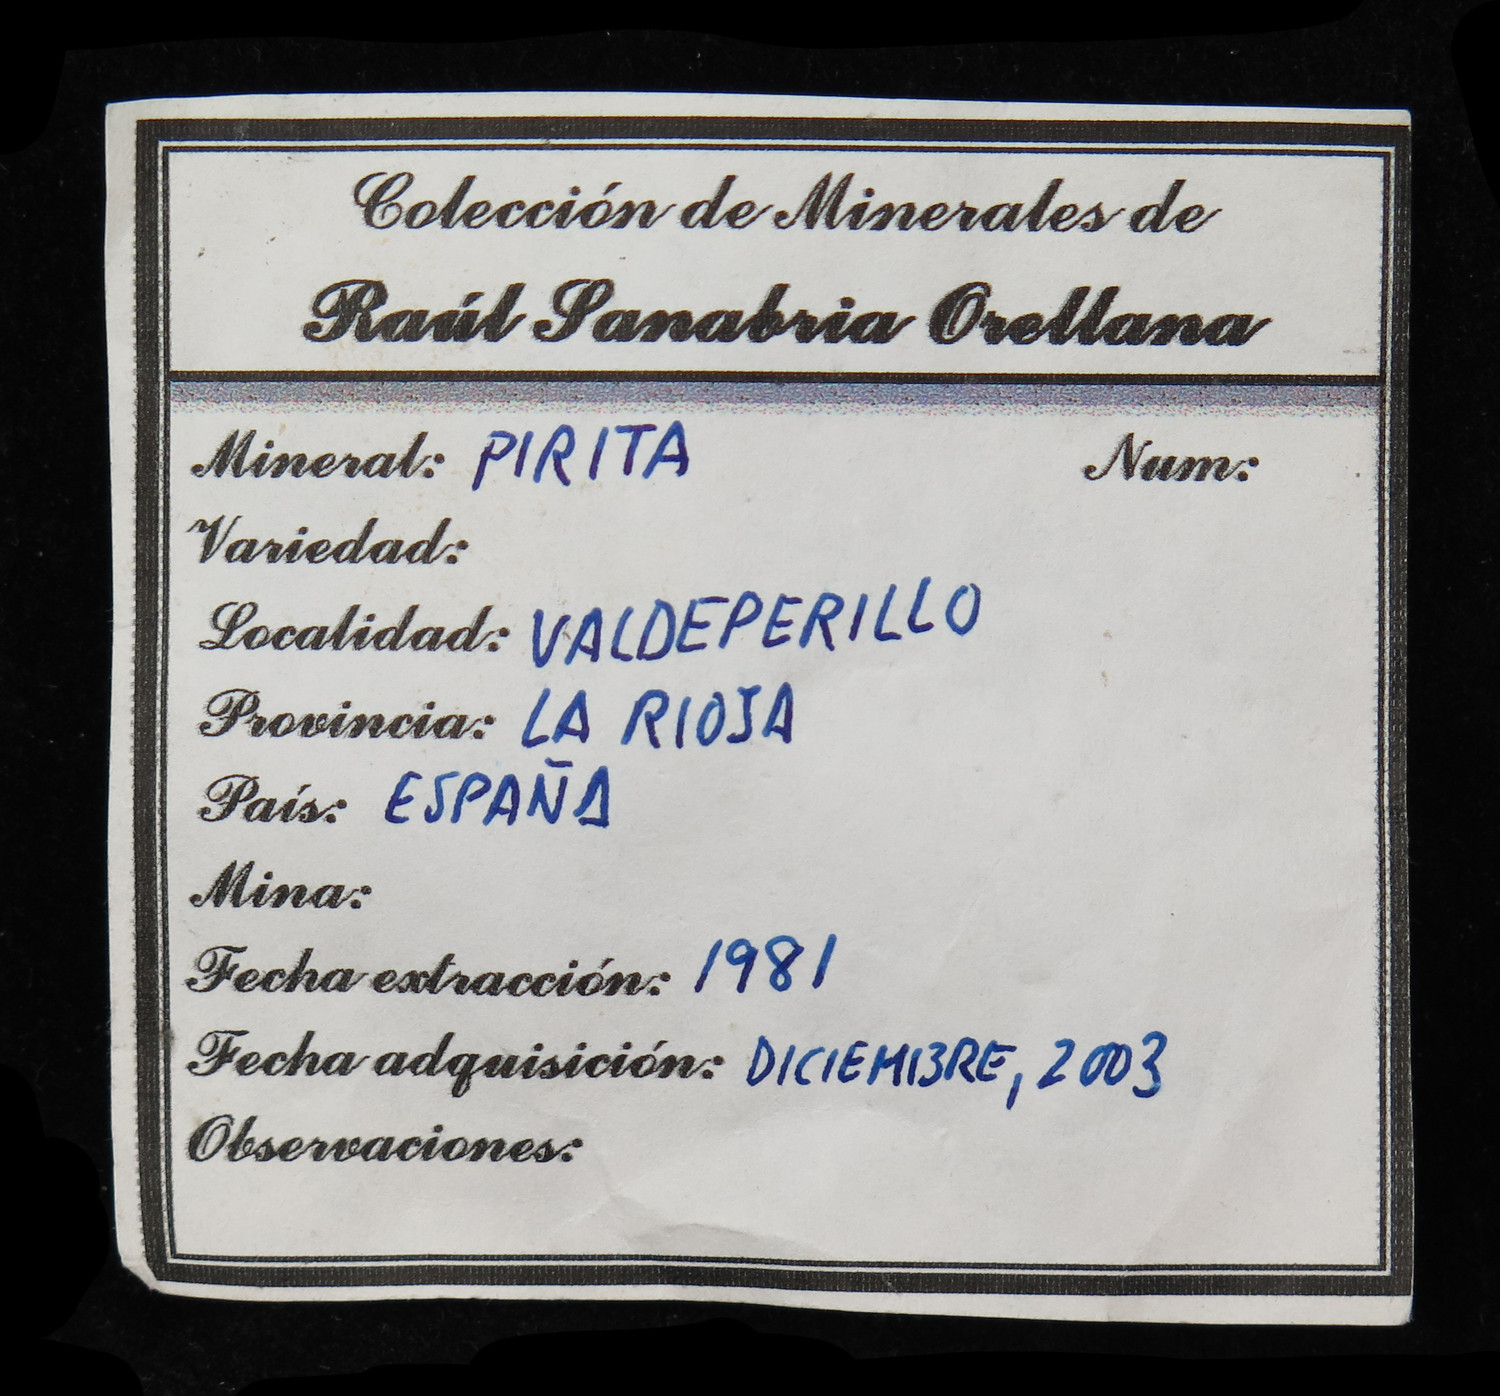 Colección de Minerales de
Raúl Sanabria Orellana
Mineral: PIRITA Num:
Variedad:
Localidad: VALDEPERILLO
Provincia: LA RIOJA
País: ESPAÑA
Mina:
Fecha extracción: 1981
Fecha adquisición: DICIEMBRE, 2003
Observaciones: